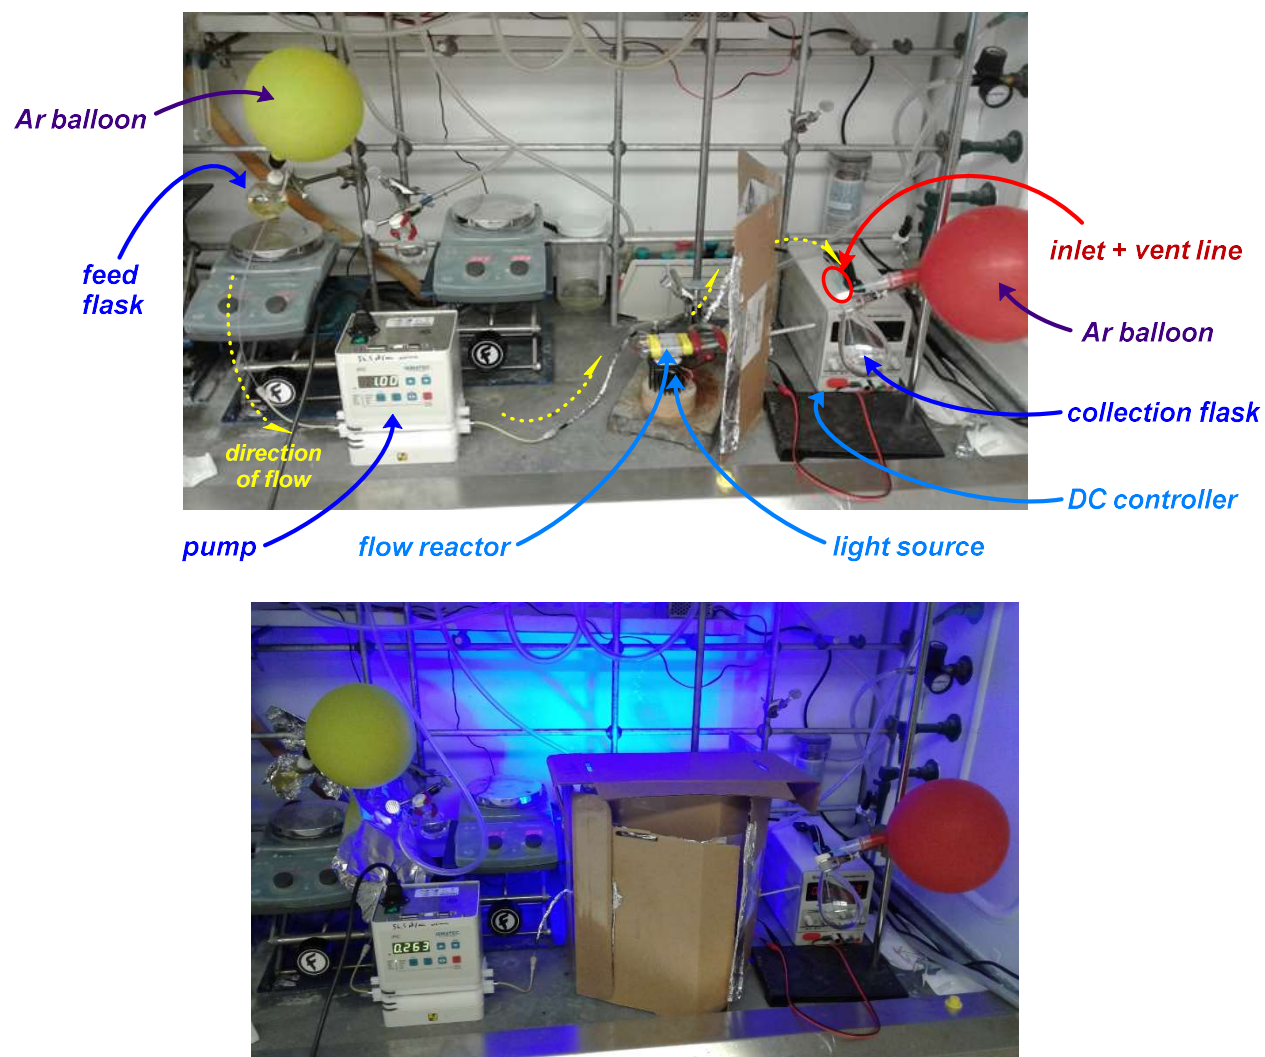 Ar balloon
feed
flask
inlet + vent line
Ar balloon
1.00
collection flask
direction
of flow
DC controller
pump
flow reactor
light source
0.263